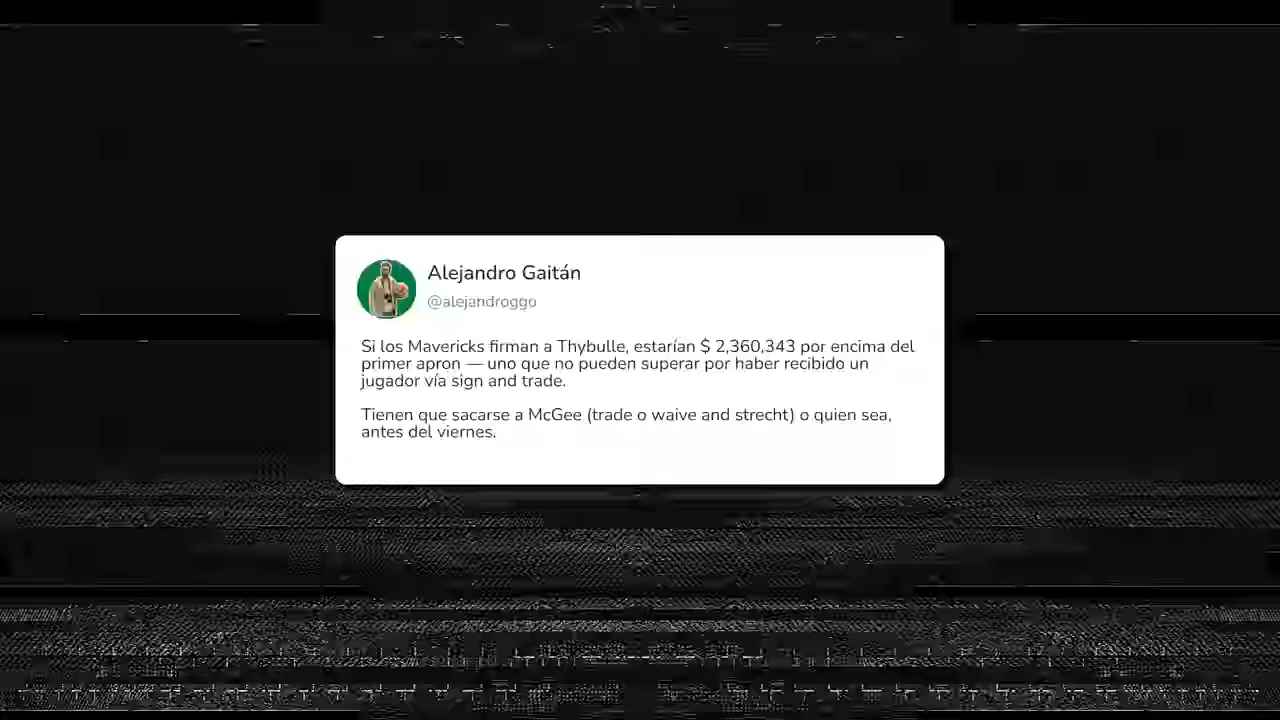 Alejandro Gaitán
@alejandroggo
Si los Mavericks firman a Thybulle, estarían $ 2,360,343 por encima del
primer apron — uno que no pueden superar por haber recibido un
jugador vía sign and trade.
Tienen que sacarse a McGee (trade o waive and strecht) o quien sea,
antes del viernes.